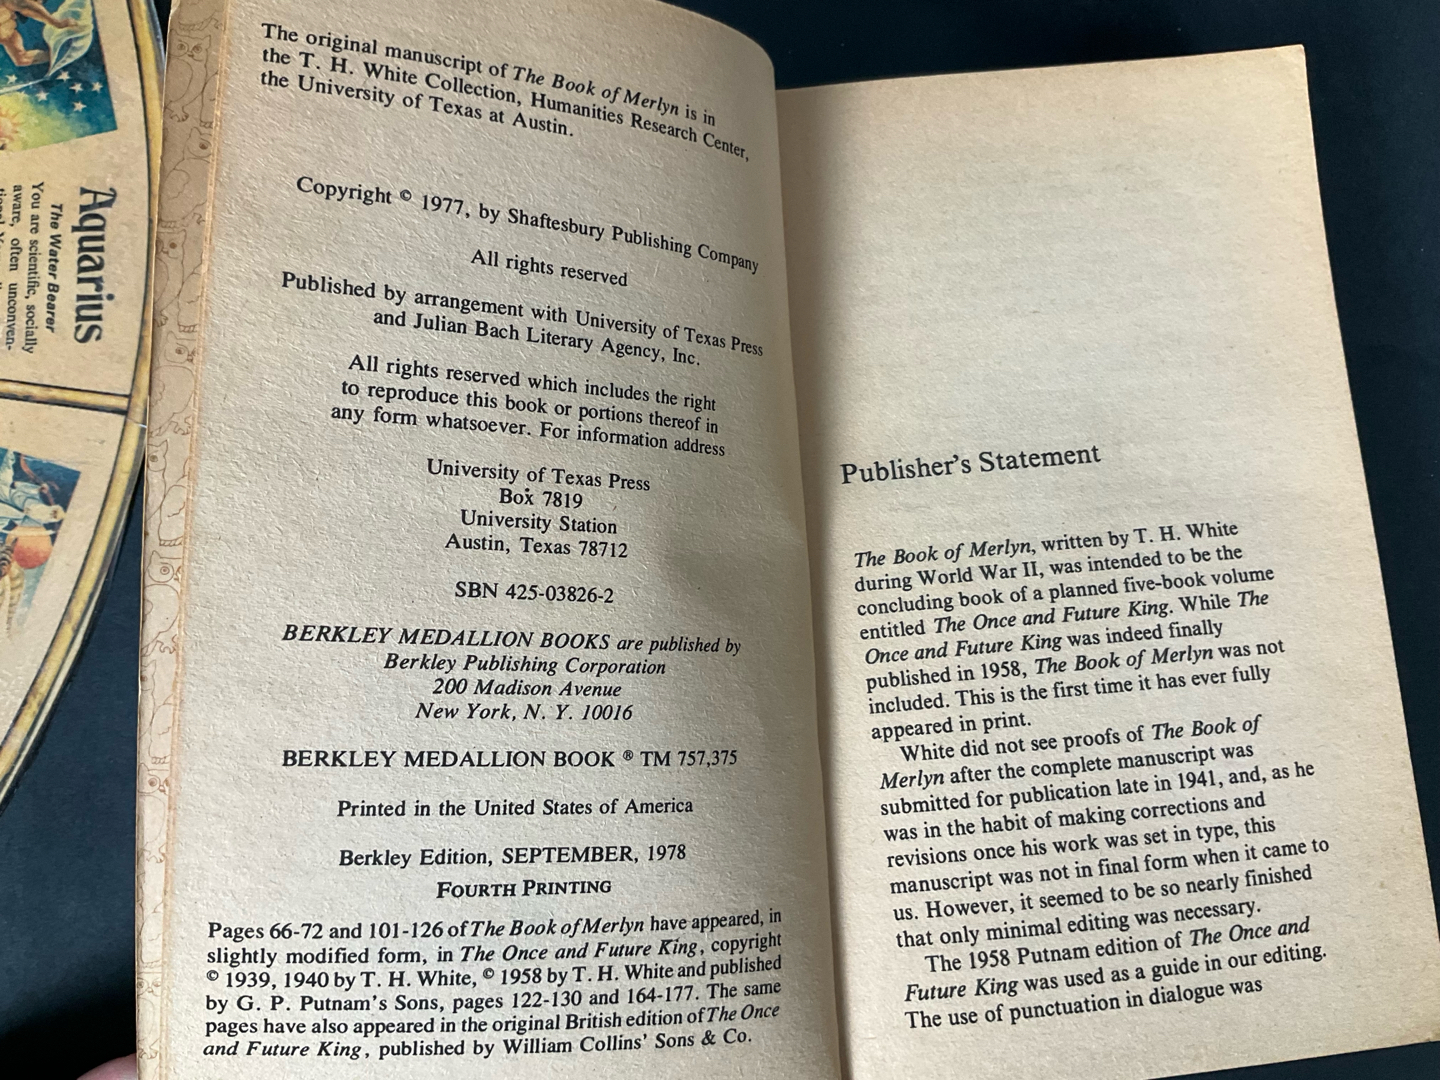 Aquarius
The Water Bearer
You are scientific, socially
aware, often unconven-
The original manuscript of The Book of Merlyn is in
the T. H. White Collection, Humanities Research Center,
the University of Texas at Austin.
Copyright © 1977, by Shaftesbury Publishing Company
All rights reserved
Published by arrangement with University of Texas Press
and Julian Bach Literary Agency, Inc.
All rights reserved which includes the right
to reproduce this book or portions thereof in
any form whatsoever. For information address
University of Texas Press
Box 7819
University Station
Austin, Texas 78712
SBN 425-03826-2
BERKLEY MEDALLION BOOKS are published by
Berkley Publishing Corporation
200 Madison Avenue
New York, N. Y. 10016
BERKLEY MEDALLION BOOK ® TM 757,375
Printed in the United States of America
Berkley Edition, SEPTEMBER, 1978
FOURTH PRINTING
Pages 66-72 and 101-126 of The Book of Merlyn have appeared, in
slightly modified form, in The Once and Future King, copyright
© 1939, 1940 by T. H. White, © 1958 by T. H. White and published
by G. P. Putnam's Sons, pages 122-130 and 164-177. The same
pages have also appeared in the original British edition of The Once
and Future King, published by William Collins' Sons & Co.
Publisher's Statement
The Book of Merlyn, written by T. H. White
during World War II, was intended to be the
concluding book of a planned five-book volume
entitled The Once and Future King. While The
Once and Future King was indeed finally
published in 1958, The Book of Merlyn was not
included. This is the first time it has ever fully
appeared in print.
White did not see proofs of The Book of
Merlyn after the complete manuscript was
submitted for publication late in 1941, and, as he
was in the habit of making corrections and
revisions once his work was set in type, this
manuscript was not in final form when it came to
us. However, it seemed to be so nearly finished
that only minimal editing was necessary.
The 1958 Putnam edition of The Once and
Future King was used as a guide in our editing.
The use of punctuation in dialogue was